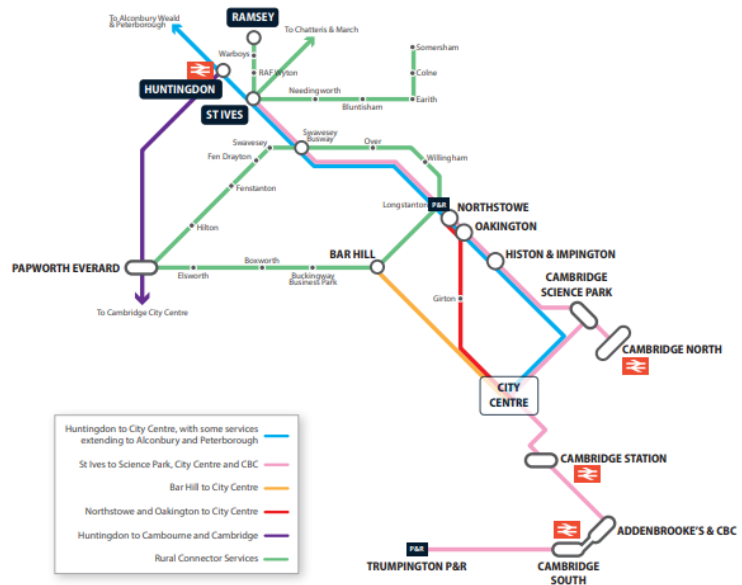 To Alconbury Weald
& Peterborough
RAMSEY
To Chatteris & March
Warboys
Somersham
RAF Wyton
Colne
HUNTINGDON
Needingworth
Bluntisham
Earith
ST IVES
Swavesey
Swavesey
Busway
Over
Fen Drayton
Willingham
Fenstanton
Longstanton
P&R
NORTHSTOWE
OAKINGTON
Hilton
BAR HILL
HISTON & IMPINGTON
PAPWORTH EVERARD
Elsworth
Boxworth
Buckingway
Business Park
CAMBRIDGE
SCIENCE PARK
Girton
To Cambridge City Centre
CAMBRIDGE NORTH
CITY
CENTRE
Huntingdon to City Centre, with some services
extending to Alconbury and Peterborough
St Ives to Science Park, City Centre and CBC
Bar Hill to City Centre
Northstowe and Oakington to City Centre
Huntingdon to Cambourne and Cambridge
Rural Connector Services
CAMBRIDGE STATION
ADDENBROOKE'S & CBC
P&R
TRUMPINGTON P&R
CAMBRIDGE
SOUTH